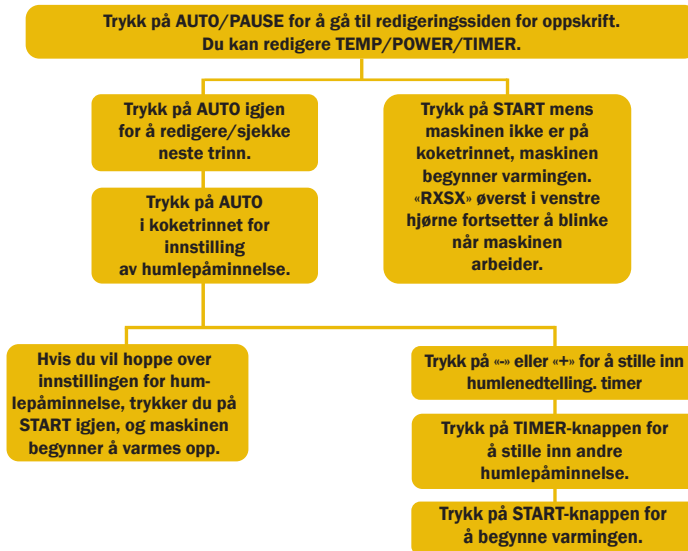 Trykk på AUTO/PAUSE for å gå til redigeringssiden for oppskrift.
Du kan redigere TEMP/POWER/TIMER.
Trykk på AUTO igjen
for å redigere/sjekke
neste trinn.
Trykk på START mens
maskinen ikke er på
koketrinnet, maskinen
begynner varmingen.
«RXSX» øverst i venstre
hjørne fortsetter å blinke
når maskinen
arbeider.
Trykk på AUTO
i koketrinnet for
innstilling
av humlepåminnelse.
Hvis du vil hoppe over
innstillingen for hum-
lepåminnelse, trykker du på
START igjen, og maskinen
begynner å varmes opp.
Trykk på «-» eller «+» for å stille inn
humlenedtelling. timer
Trykk på TIMER-knappen for
å stille inn andre
humlepåminnelse.
Trykk på START-knappen for
å begynne varmingen.